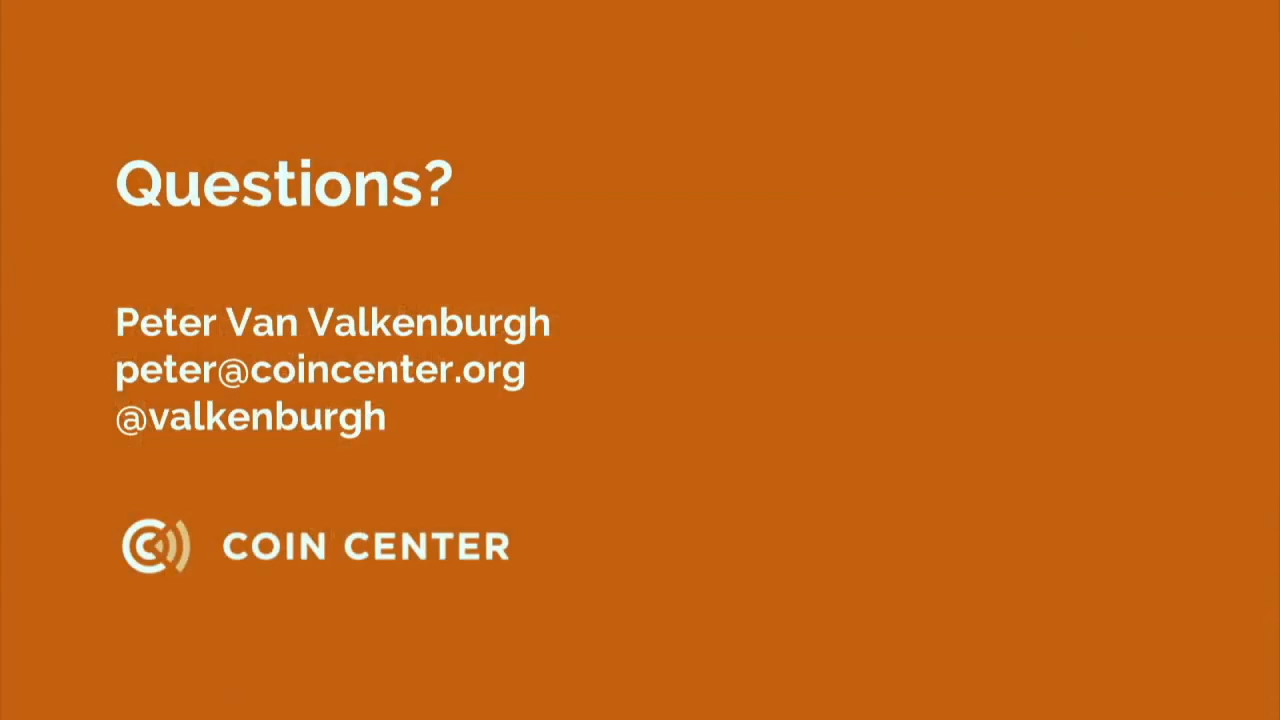 Questions?
Peter Van Valkenburgh
peter@coincenter.org
@valkenburgh
COIN CENTER